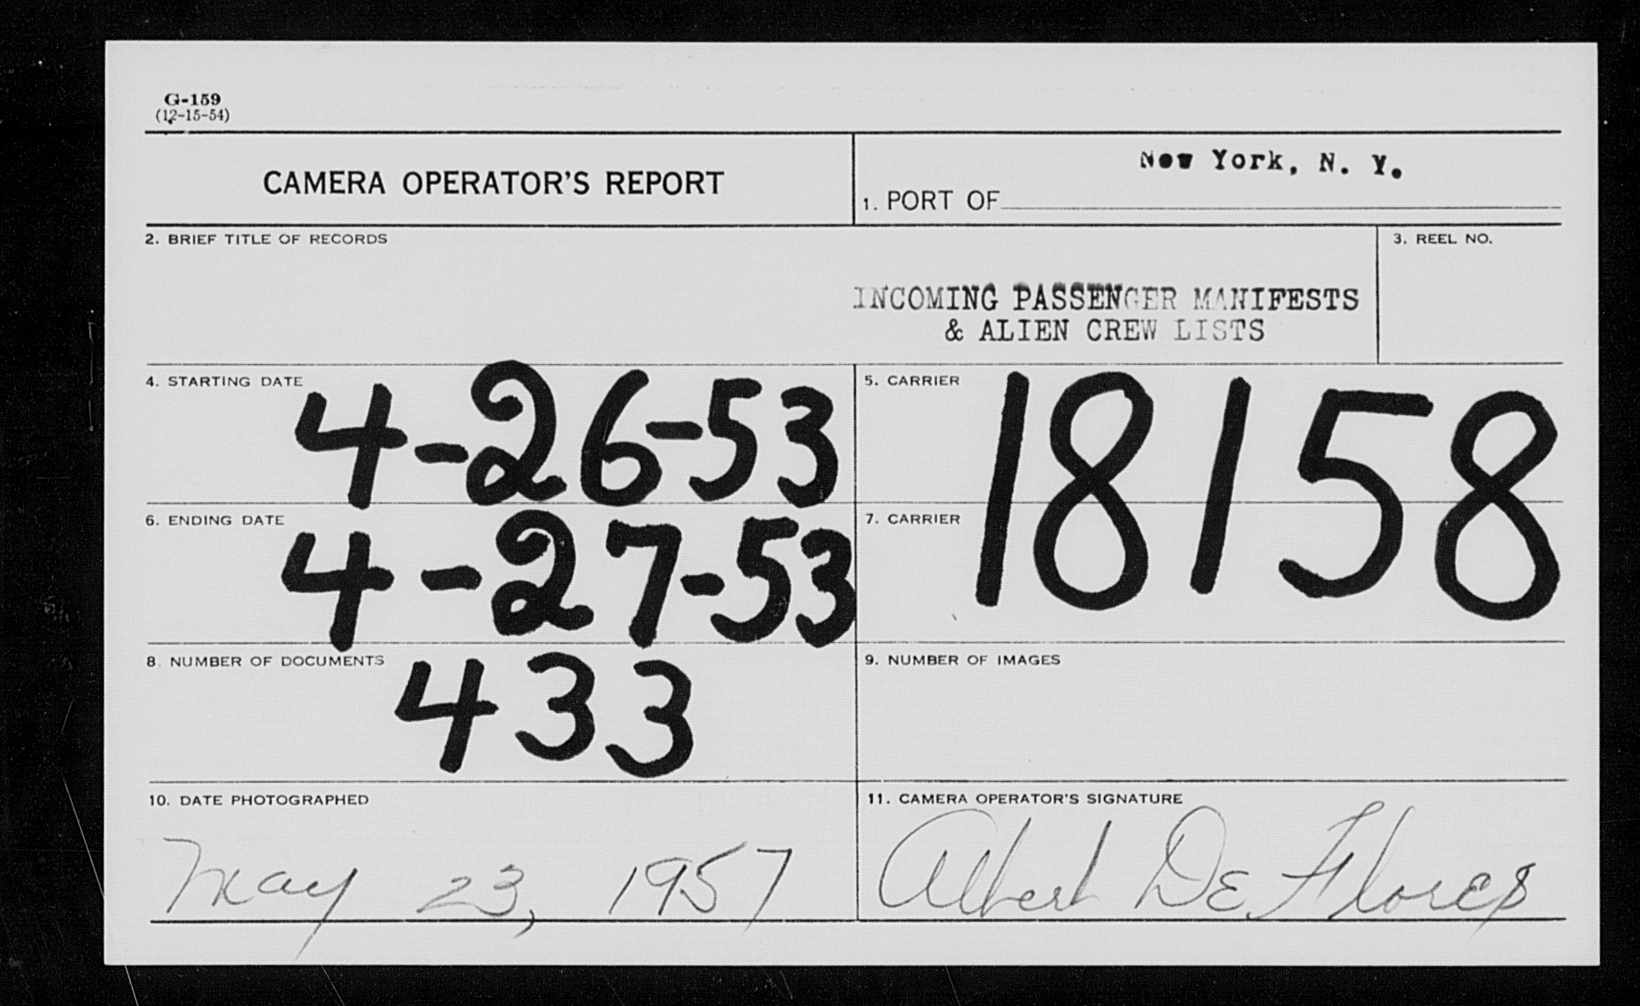 G-159
(12-15-54)
CAMERA OPERATOR'S REPORT
New York, N. Y.
1. PORT OF
2. BRIEF TITLE OF RECORDS
3. REEL NO.
INCOMING PASSENGER MANIFESTS
& ALIEN CREW LISTS
4. STARTING DATE
4-26-53
5. CARRIER
18158
6. ENDING DATE
4-27-53
7. CARRIER
8. NUMBER OF DOCUMENTS
433
9. NUMBER OF IMAGES
10. DATE PHOTOGRAPHED
May 23, 1957
11. CAMERA OPERATOR'S SIGNATURE
Albert De Flores